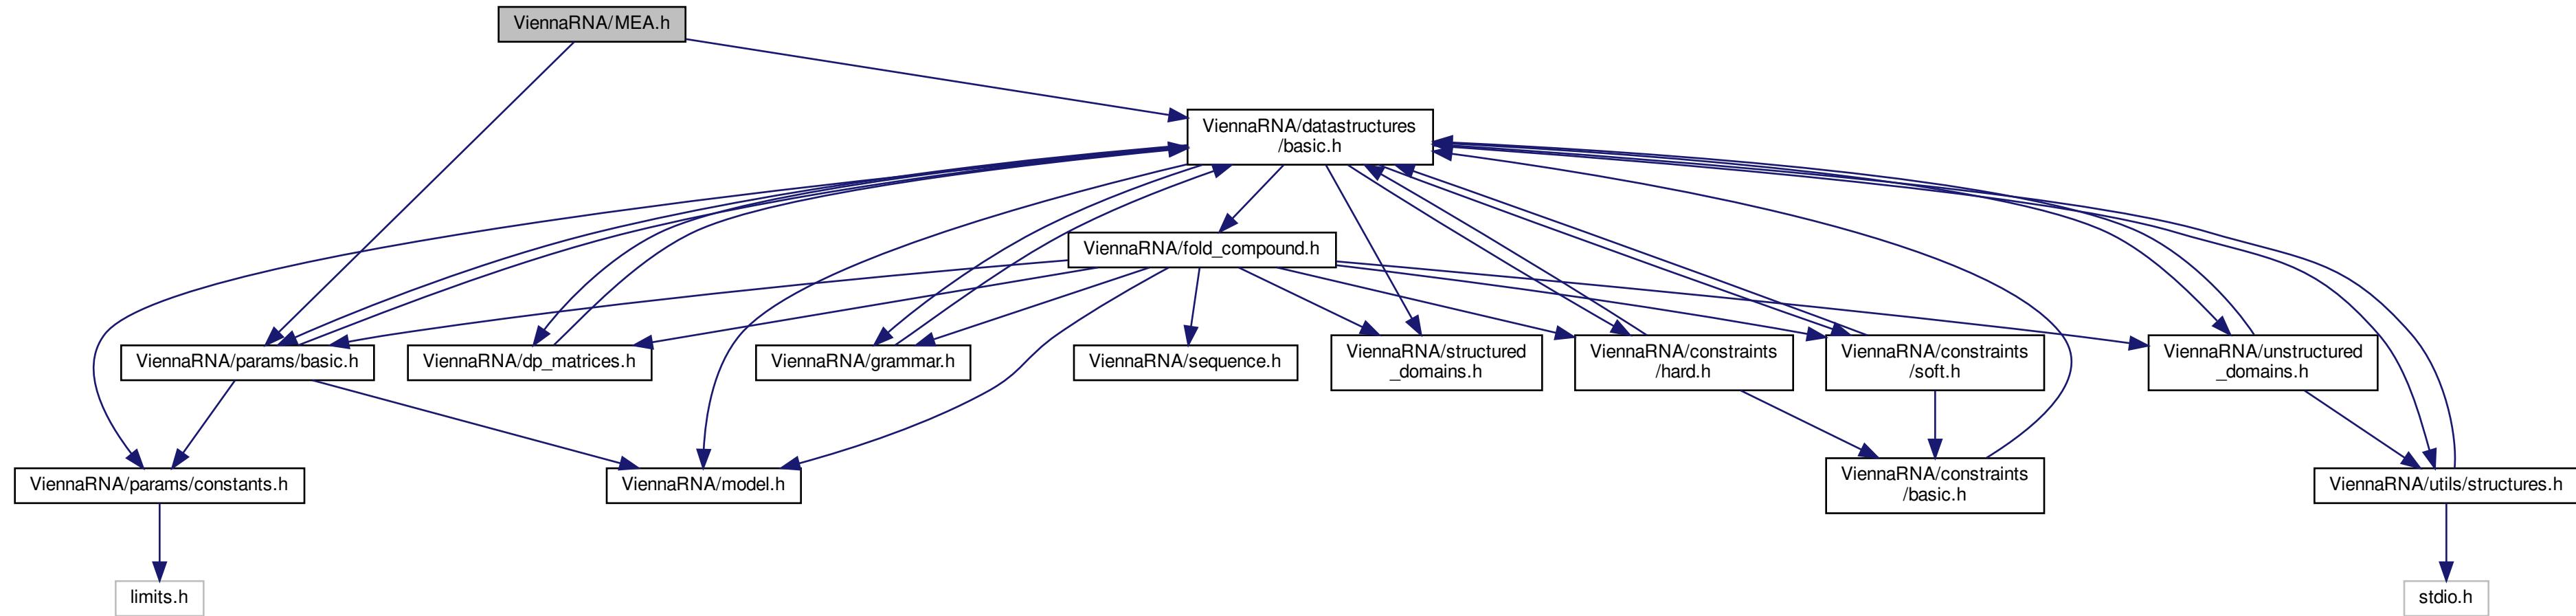 ViennaRNA/MEA.h
ViennaRNA/datastructures
/basic.h
ViennaRNA/fold_compound.h
ViennaRNA/params/basic.h
ViennaRNA/dp_matrices.h
ViennaRNA/grammar.h
ViennaRNA/sequence.h
ViennaRNA/structured
_domains.h
ViennaRNA/constraints
/hard.h
ViennaRNA/constraints
/soft.h
ViennaRNA/unstructured
_domains.h
ViennaRNA/params/constants.h
ViennaRNA/model.h
ViennaRNA/constraints
/basic.h
ViennaRNA/utils/structures.h
limits.h
stdio.h